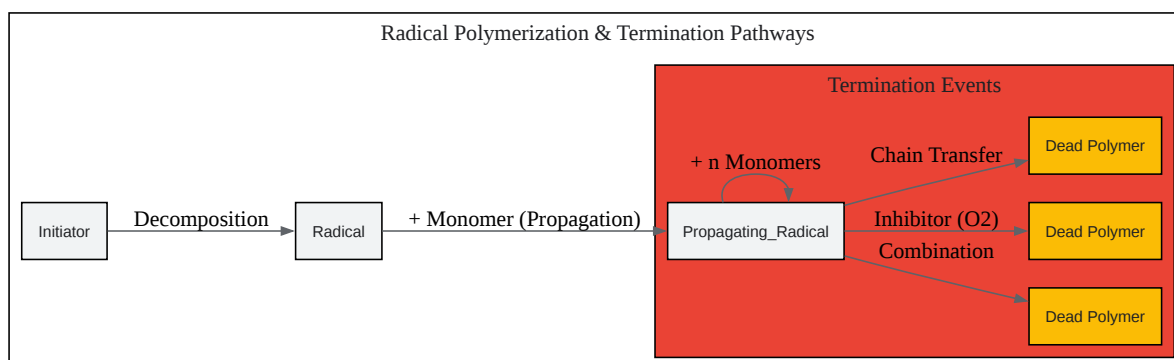 Radical Polymerization & Termination Pathways
Termination Events
Initiator
Decomposition
Radical
+ Monomer (Propagation)
+ n Monomers
Propagating_Radical
Chain Transfer
Inhibitor (O2)
Combination
Dead Polymer
Dead Polymer
Dead Polymer